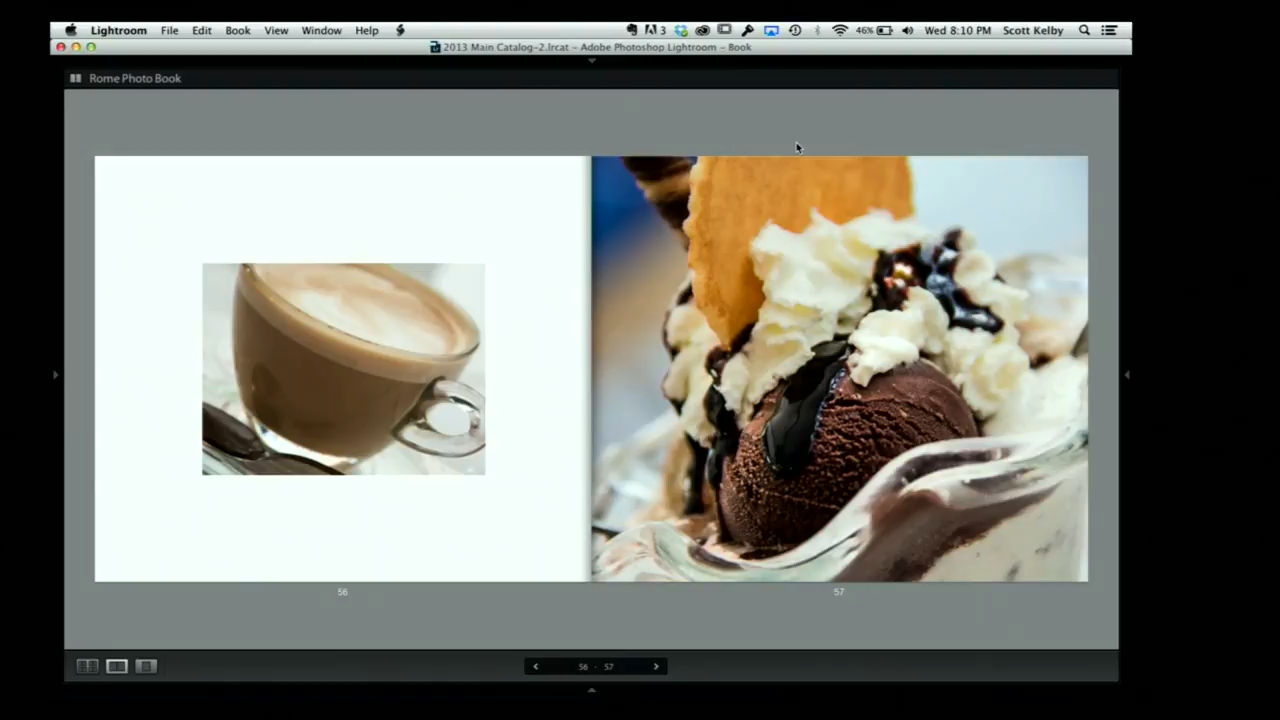 Lightroom File Edit Book View Window Help 3 46% Wed 8:10 PM Scott Kelby
2013 Main Catalog-2.lrcat – Adobe Photoshop Lightroom – Book
Rome Photo Book
56 57
56 - 57